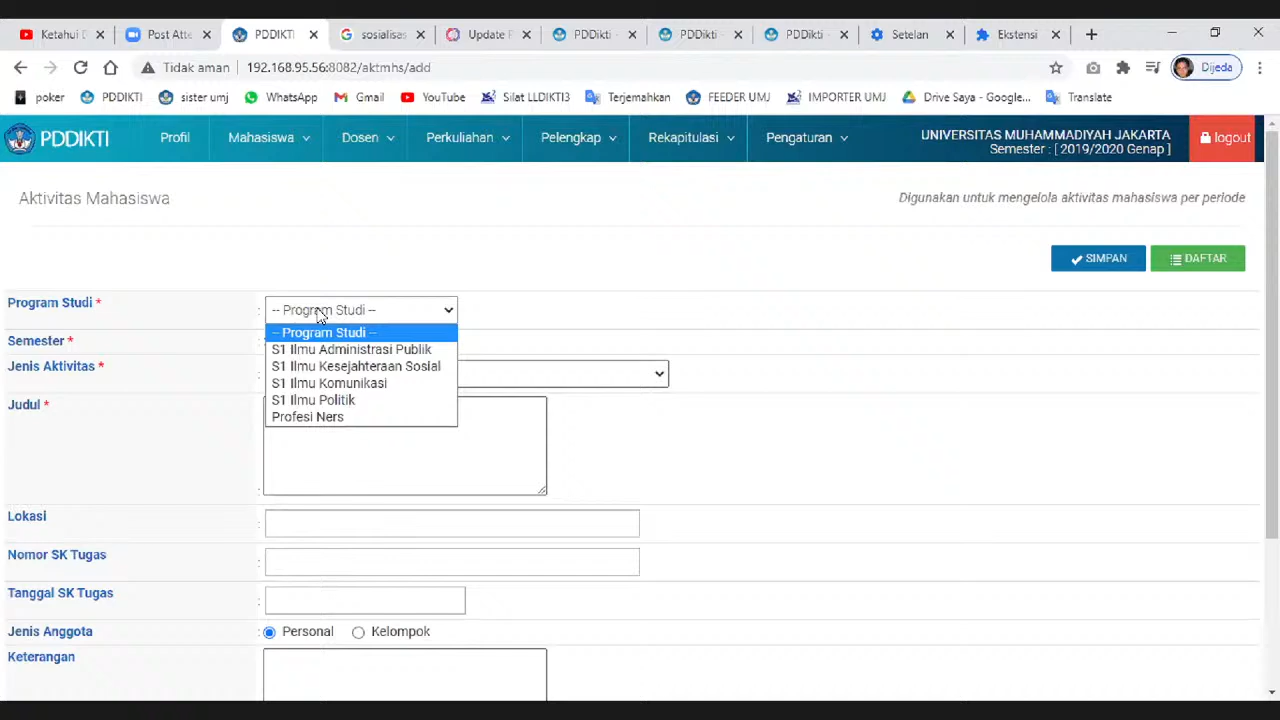 Ketahui D
Post Atte
PDDIKTI
sosialisas
Update P
PDDikti -
PDDikti -
PDDikti -
Setelan
Ekstensi
Tidak aman
192.168.95.56:8082/aktmhs/add
Dijeda
poker
PDDIKTI
sister umj
WhatsApp
Gmail
YouTube
Silat LLDIKTI3
Terjemahkan
FEEDER UMJ
IMPORTER UMJ
Drive Saya - Google...
Translate
PDDIKTI
Profil
Mahasiswa
Dosen
Perkuliahan
Pelengkap
Rekapitulasi
Pengaturan
UNIVERSITAS MUHAMMADIYAH JAKARTA
Semester : [ 2019/2020 Genap ]
logout
Aktivitas Mahasiswa
Digunakan untuk mengelola aktivitas mahasiswa per periode
SIMPAN
DAFTAR
Program Studi *
: -- Program Studi --
-- Program Studi --
S1 Ilmu Administrasi Publik
S1 Ilmu Kesejahteraan Sosial
S1 Ilmu Komunikasi
S1 Ilmu Politik
Profesi Ners
Semester *
Jenis Aktivitas *
Judul *
Lokasi
Nomor SK Tugas
Tanggal SK Tugas
Jenis Anggota
: Personal Kelompok
Keterangan